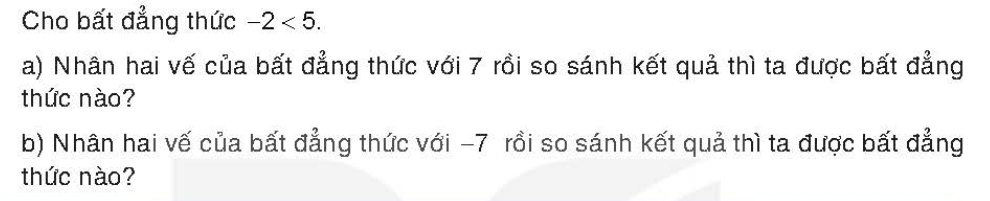 Cho bất đẳng thức −2 < 5.
a) Nhân hai vế của bất đẳng thức với 7 rồi so sánh kết quả thì ta được bất đẳng
thức nào?
b) Nhân hai vế của bất đẳng thức với −7 rồi so sánh kết quả thì ta được bất đẳng
thức nào?